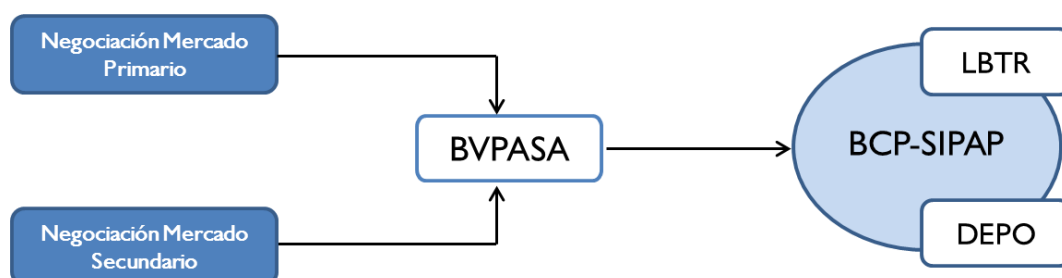 Negociación Mercado
Primario
LBTR
BVPASA
BCP-SIPAP
Negociación Mercado
Secundario
DEPO